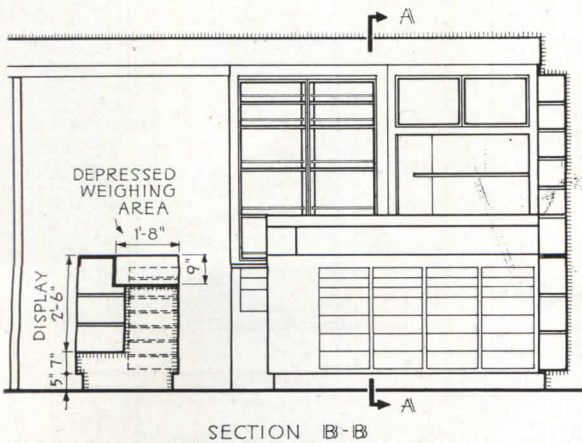 A
DEPRESSED
WEIGHING
AREA
1'-8"
9"
DISPLAY
2'-6"
7"
5"
A
SECTION B-B